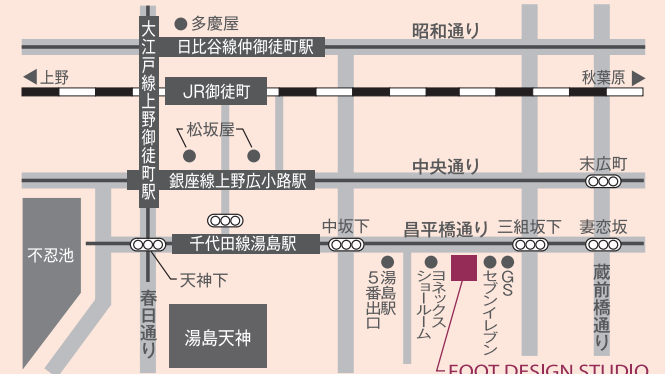 多慶屋
昭和通り
日比谷線仲御徒町駅
大江戸線上野御徒町駅
上野
秋葉原
JR御徒町
松坂屋
中央通り
末広町
銀座線上野広小路駅
中坂下
昌平橋通り
三組坂下
妻恋坂
千代田線湯島駅
不忍池
天神下
湯島駅
5番出口
ヨネックス
ショールーム
セブンイレブン
GS
蔵前橋通り
春日通り
湯島天神
FOOT DESIGN STUDIO